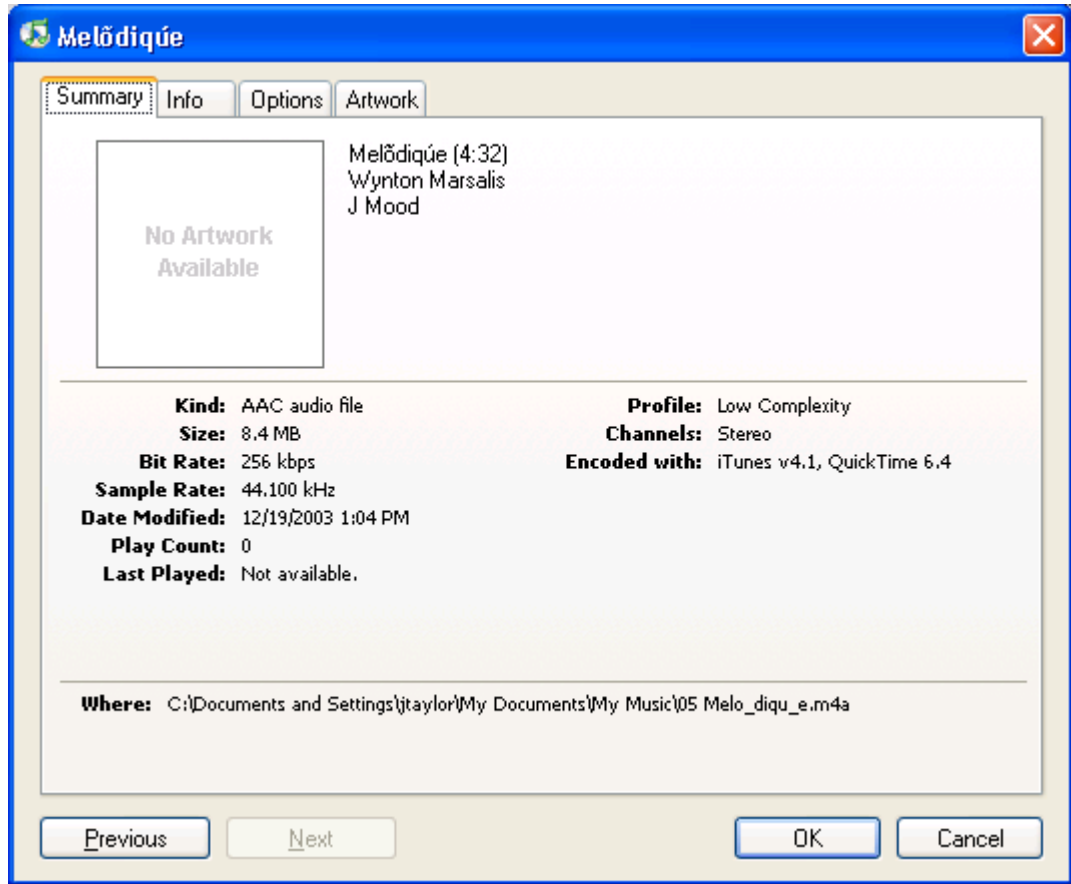 Melõdiqúe
Summary Info Options Artwork
No Artwork
Available
Melõdiqúe (4:32)
Wynton Marsalis
J Mood
Kind: AAC audio file
Size: 8.4 MB
Bit Rate: 256 kbps
Sample Rate: 44.100 kHz
Date Modified: 12/19/2003 1:04 PM
Play Count: 0
Last Played: Not available.
Profile: Low Complexity
Channels: Stereo
Encoded with: iTunes v4.1, QuickTime 6.4
Where: C:\Documents and Settings\jtaylor\My Documents\My Music\05 Melo_diqu_e.m4a
Previous Next OK Cancel